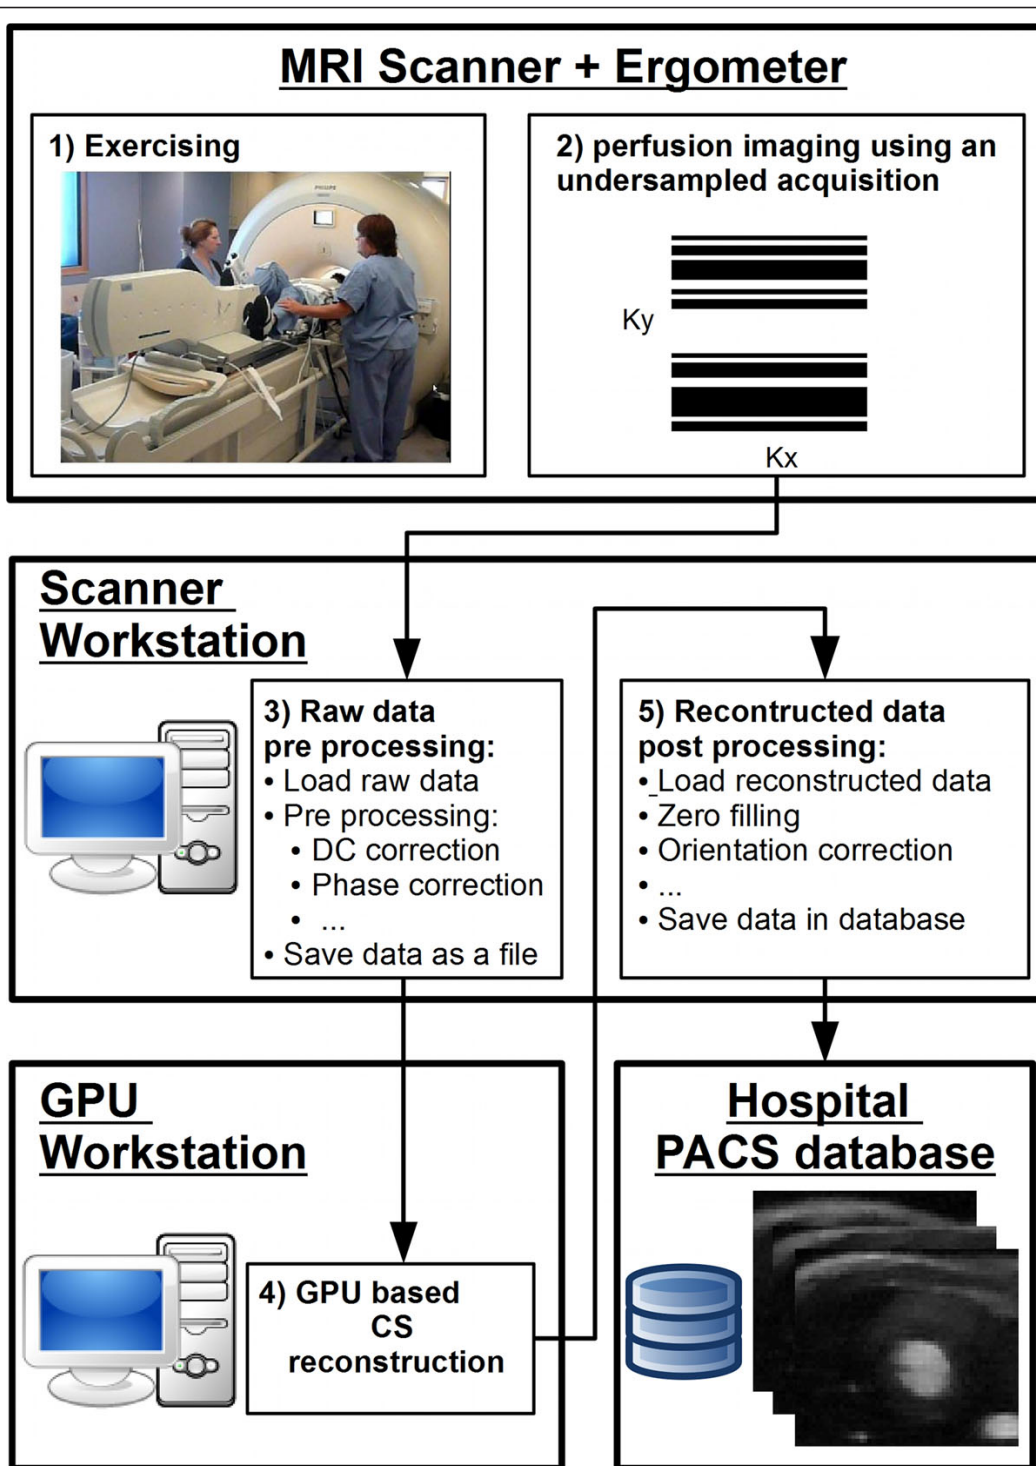 MRI Scanner + Ergometer
1) Exercising
PHILIPS
2) perfusion imaging using an
undersampled acquisition
Ky
Kx
Scanner
Workstation
3) Raw data
pre processing:
• Load raw data
• Pre processing:
• DC correction
• Phase correction
• ...
• Save data as a file
5) Recontructed data
post processing:
• Load reconstructed data
• Zero filling
• Orientation correction
• ...
• Save data in database
GPU
Workstation
4) GPU based
CS
reconstruction
Hospital
PACS database